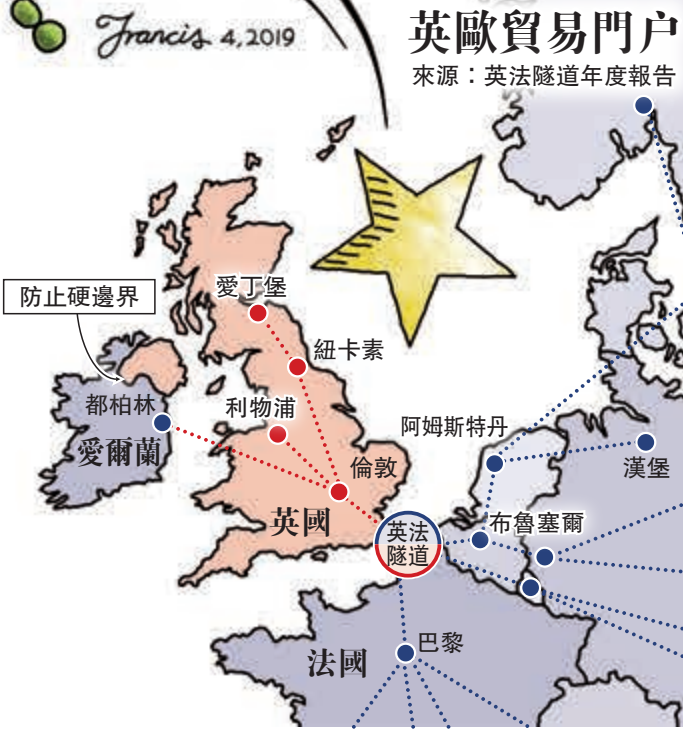 Francis 4,2019
英歐貿易門户
來源：英法隧道年度報告
愛丁堡
防止硬邊界
紐卡素
都柏林
利物浦
阿姆斯特丹
愛爾蘭
倫敦
漢堡
英國
英法
隧道
布魯塞爾
巴黎
法國